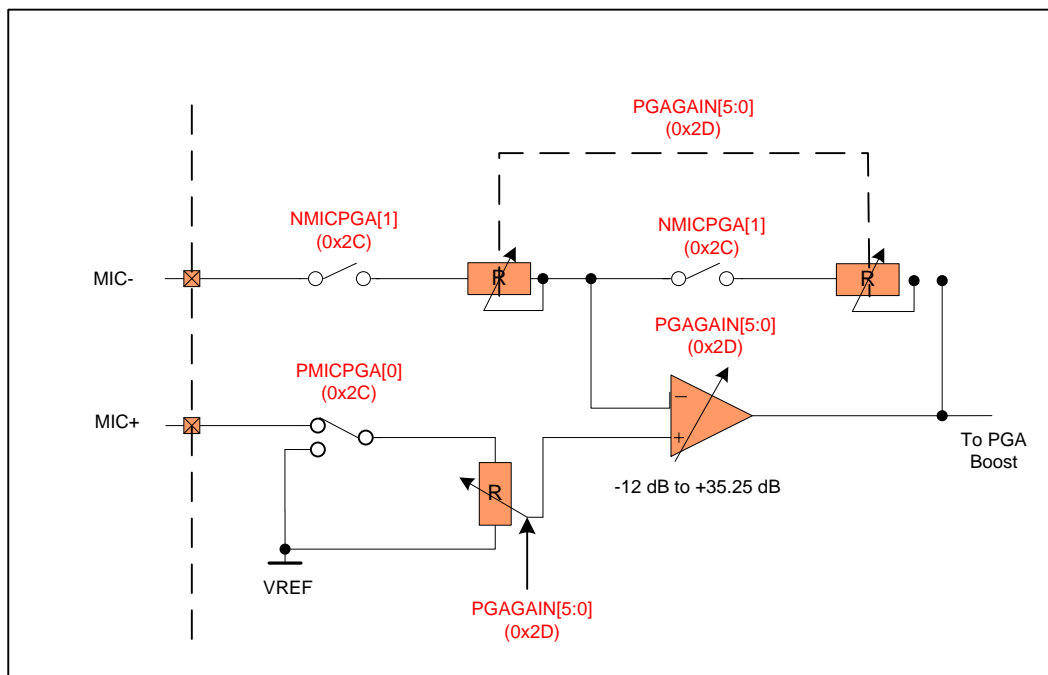 PGAGAIN[5:0]
(0x2D)
NMICPGA[1]
(0x2C)
NMICPGA[1]
(0x2C)
MIC-
R
R
PGAGAIN[5:0]
(0x2D)
PMICPGA[0]
(0x2C)
MIC+
−
+
To PGA
Boost
R
-12 dB to +35.25 dB
VREF
PGAGAIN[5:0]
(0x2D)